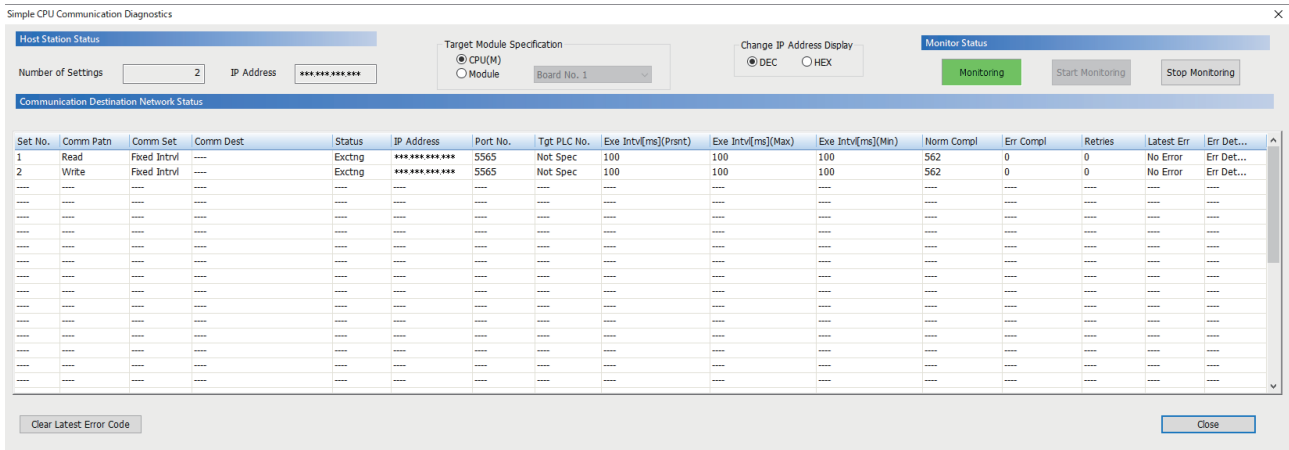 Simple CPU Communication Diagnostics
Host Station Status
Number of Settings 2 IP Address ***.***.***.***
Target Module Specification
CPU(M)
Module Board No. 1
Change IP Address Display
DEC HEX
Monitor Status
Monitoring Start Monitoring Stop Monitoring
Communication Destination Network Status
Set No. Comm Patn Comm Set Comm Dest Status IP Address Port No. Tgt PLC No. Exe Intvl[ms](Prsnt) Exe Intvl[ms](Max) Exe Intvl[ms](Min) Norm Compl Err Compl Retries Latest Err Err Det...
1 Read Fixed Intrvl ---- Exctng ***.***.***.*** 5565 Not Spec 100 100 100 562 0 0 No Error Err Det...
2 Write Fixed Intrvl ---- Exctng ***.***.***.*** 5565 Not Spec 100 100 100 562 0 0 No Error Err Det...
---- ---- ---- ---- ---- ---- ---- ---- ---- ---- ---- ---- ---- ---- ---- ----
---- ---- ---- ---- ---- ---- ---- ---- ---- ---- ---- ---- ---- ---- ---- ----
---- ---- ---- ---- ---- ---- ---- ---- ---- ---- ---- ---- ---- ---- ---- ----
---- ---- ---- ---- ---- ---- ---- ---- ---- ---- ---- ---- ---- ---- ---- ----
---- ---- ---- ---- ---- ---- ---- ---- ---- ---- ---- ---- ---- ---- ---- ----
---- ---- ---- ---- ---- ---- ---- ---- ---- ---- ---- ---- ---- ---- ---- ----
---- ---- ---- ---- ---- ---- ---- ---- ---- ---- ---- ---- ---- ---- ---- ----
---- ---- ---- ---- ---- ---- ---- ---- ---- ---- ---- ---- ---- ---- ---- ----
---- ---- ---- ---- ---- ---- ---- ---- ---- ---- ---- ---- ---- ---- ---- ----
---- ---- ---- ---- ---- ---- ---- ---- ---- ---- ---- ---- ---- ---- ---- ----
---- ---- ---- ---- ---- ---- ---- ---- ---- ---- ---- ---- ---- ---- ---- ----
---- ---- ---- ---- ---- ---- ---- ---- ---- ---- ---- ---- ---- ---- ---- ----
---- ---- ---- ---- ---- ---- ---- ---- ---- ---- ---- ---- ---- ---- ---- ----
---- ---- ---- ---- ---- ---- ---- ---- ---- ---- ---- ---- ---- ---- ---- ----
Clear Latest Error Code Close